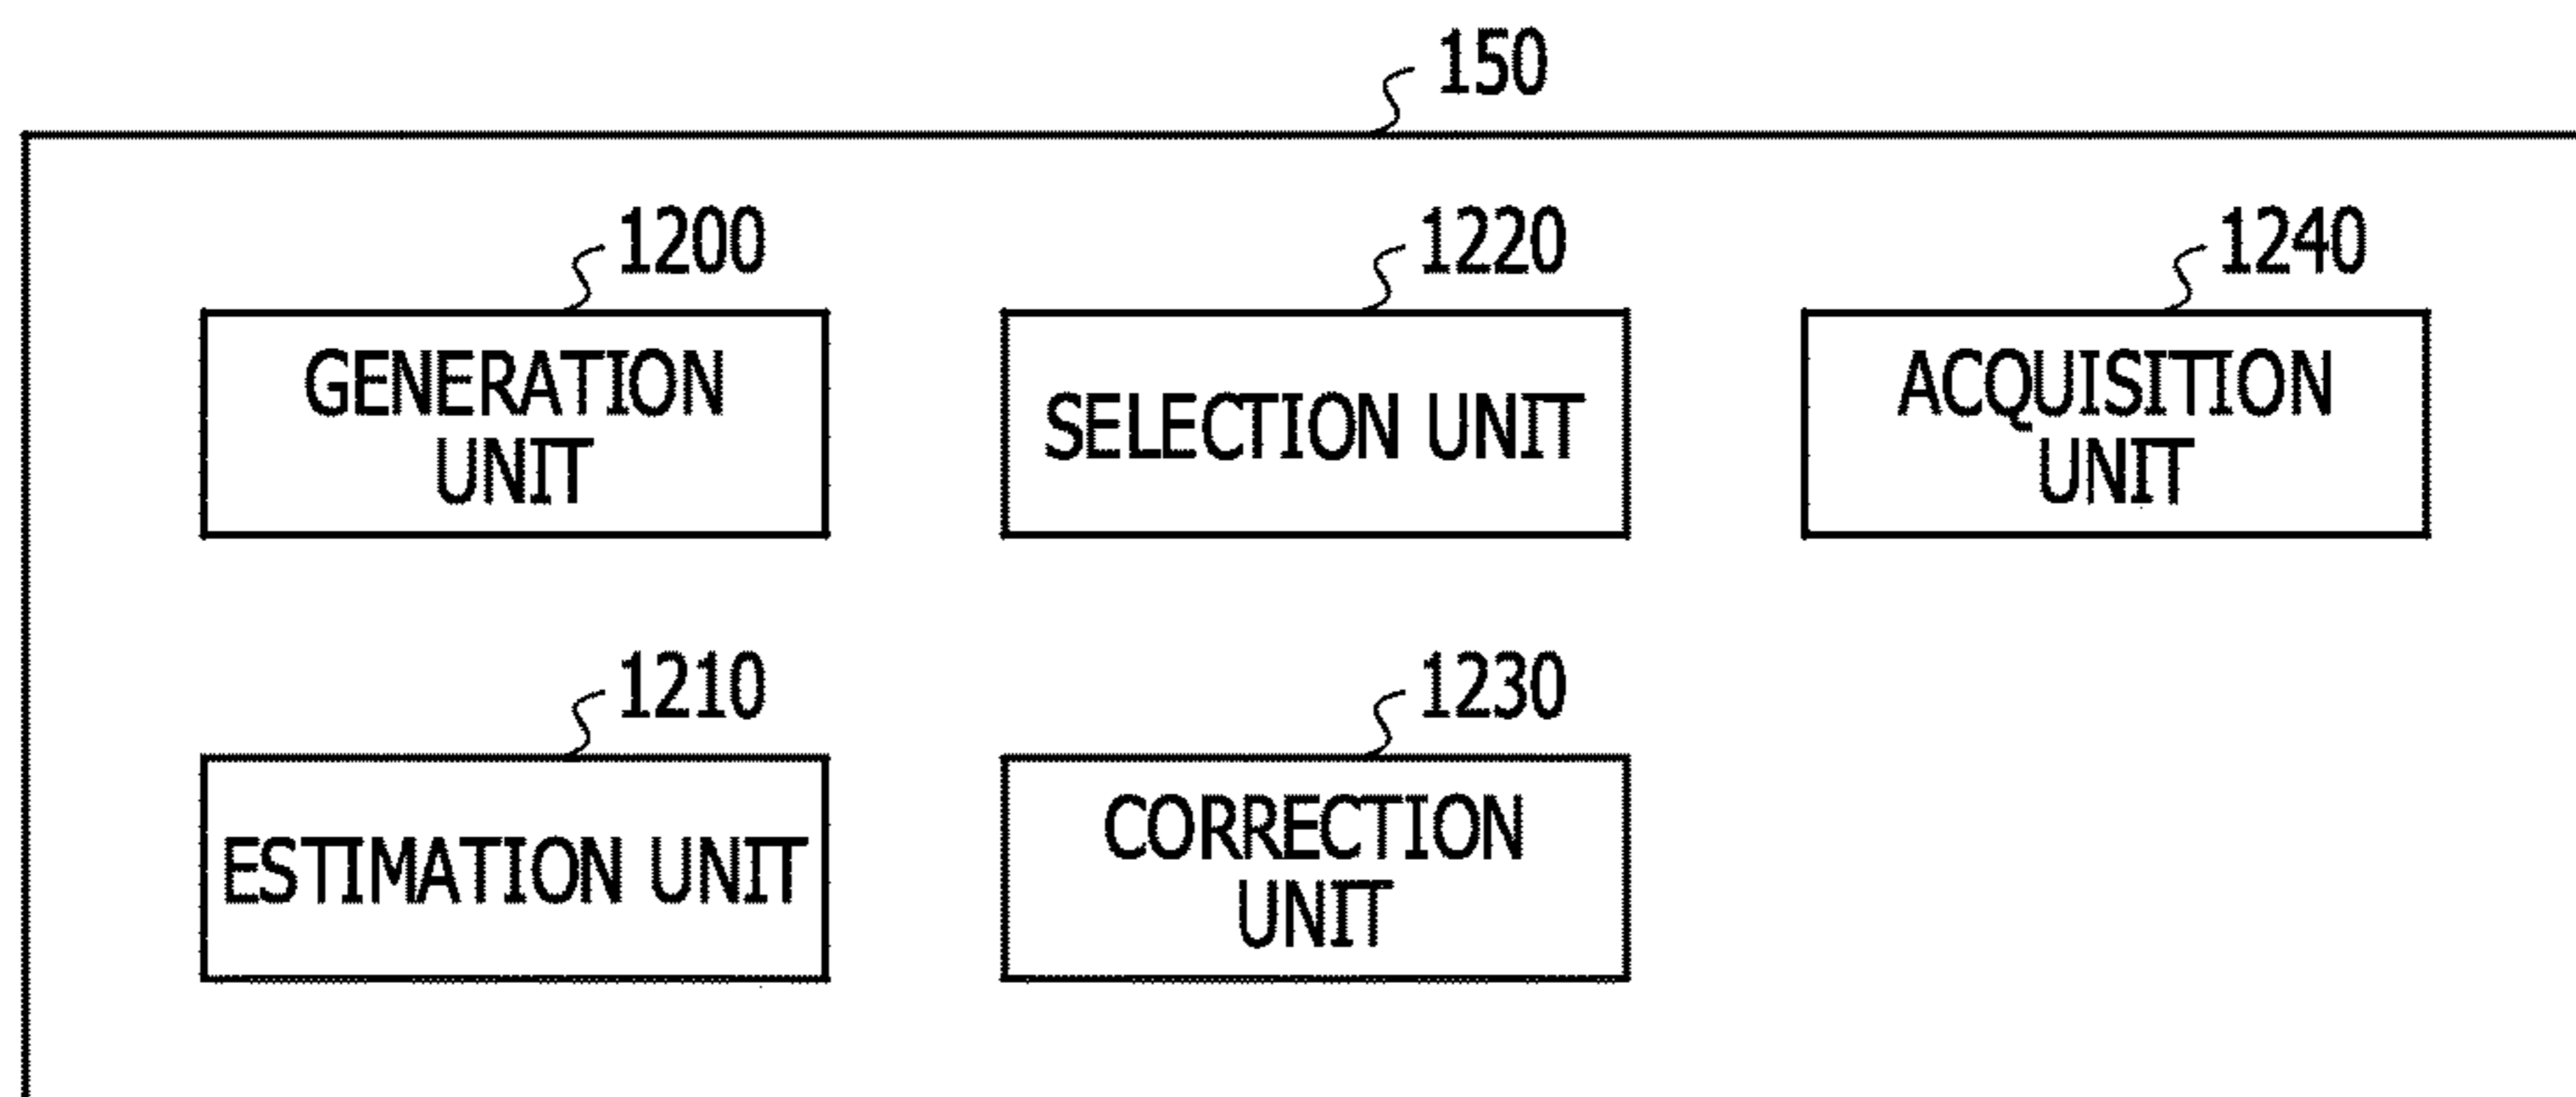 150
1200
GENERATION
UNIT
1220
SELECTION UNIT
1240
ACQUISITION
UNIT
1210
ESTIMATION UNIT
1230
CORRECTION
UNIT